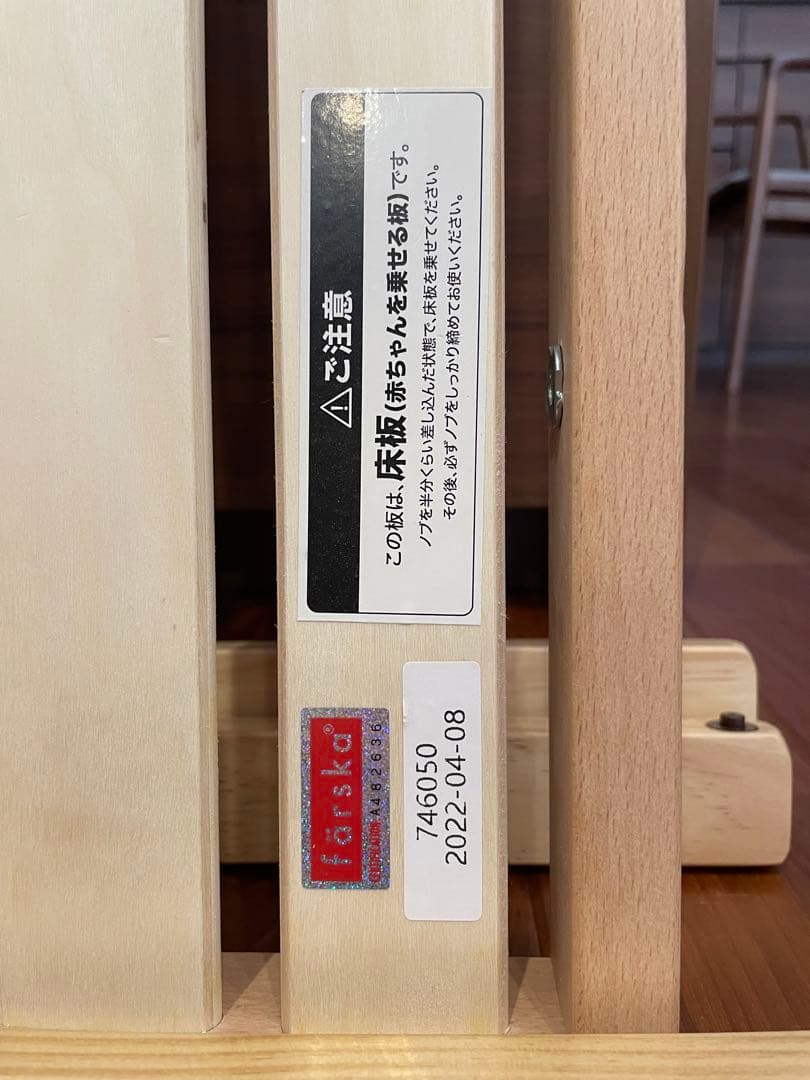 ⚠ご注意
この板は、床板(赤ちゃんを乗せる板)です。
ノブを半分くらい差し込んだ状態で、床板を乗せてください。
その後、必ずノブをしっかり締めてお使いください。
färska®
A482636
746050
2022-04-08